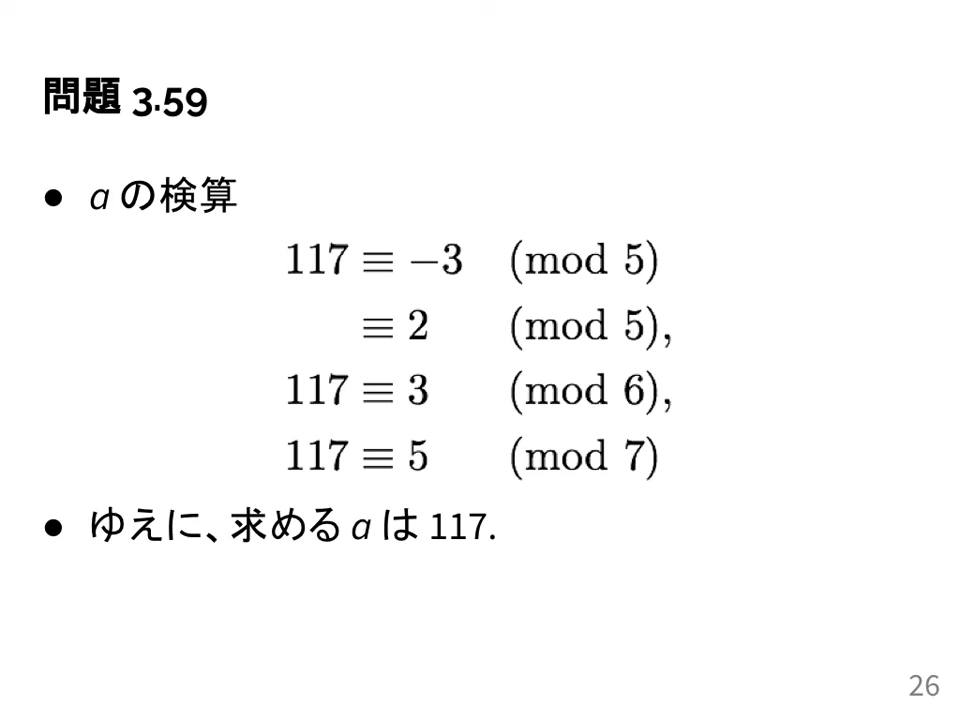 問題 3.59
● a の検算
117 ≡ −3 (mod 5)
≡ 2 (mod 5),
117 ≡ 3 (mod 6),
117 ≡ 5 (mod 7)
● ゆえに、求める a は 117.
26